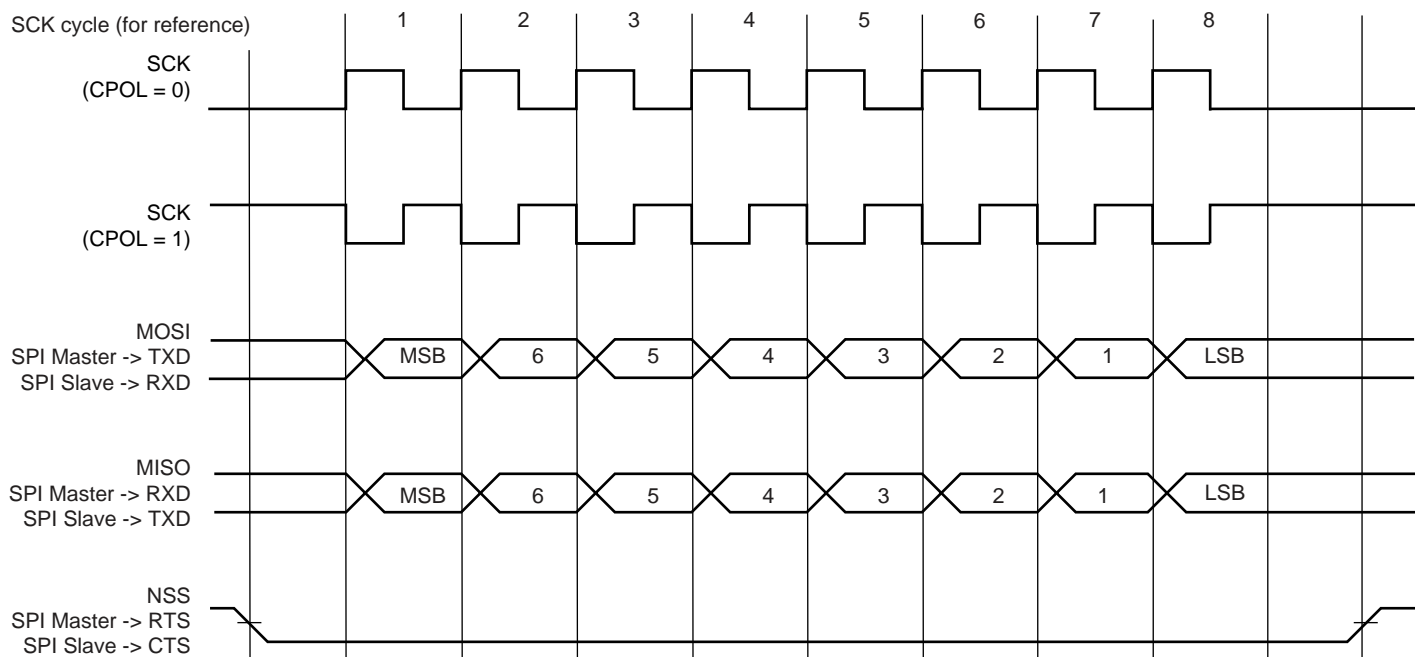 SCK cycle (for reference)
1 2 3 4 5 6 7 8
SCK
(CPOL = 0)
SCK
(CPOL = 1)
MOSI
SPI Master -> TXD
SPI Slave -> RXD
MSB 6 5 4 3 2 1 LSB
MISO
SPI Master -> RXD
SPI Slave -> TXD
MSB 6 5 4 3 2 1 LSB
NSS
SPI Master -> RTS
SPI Slave -> CTS